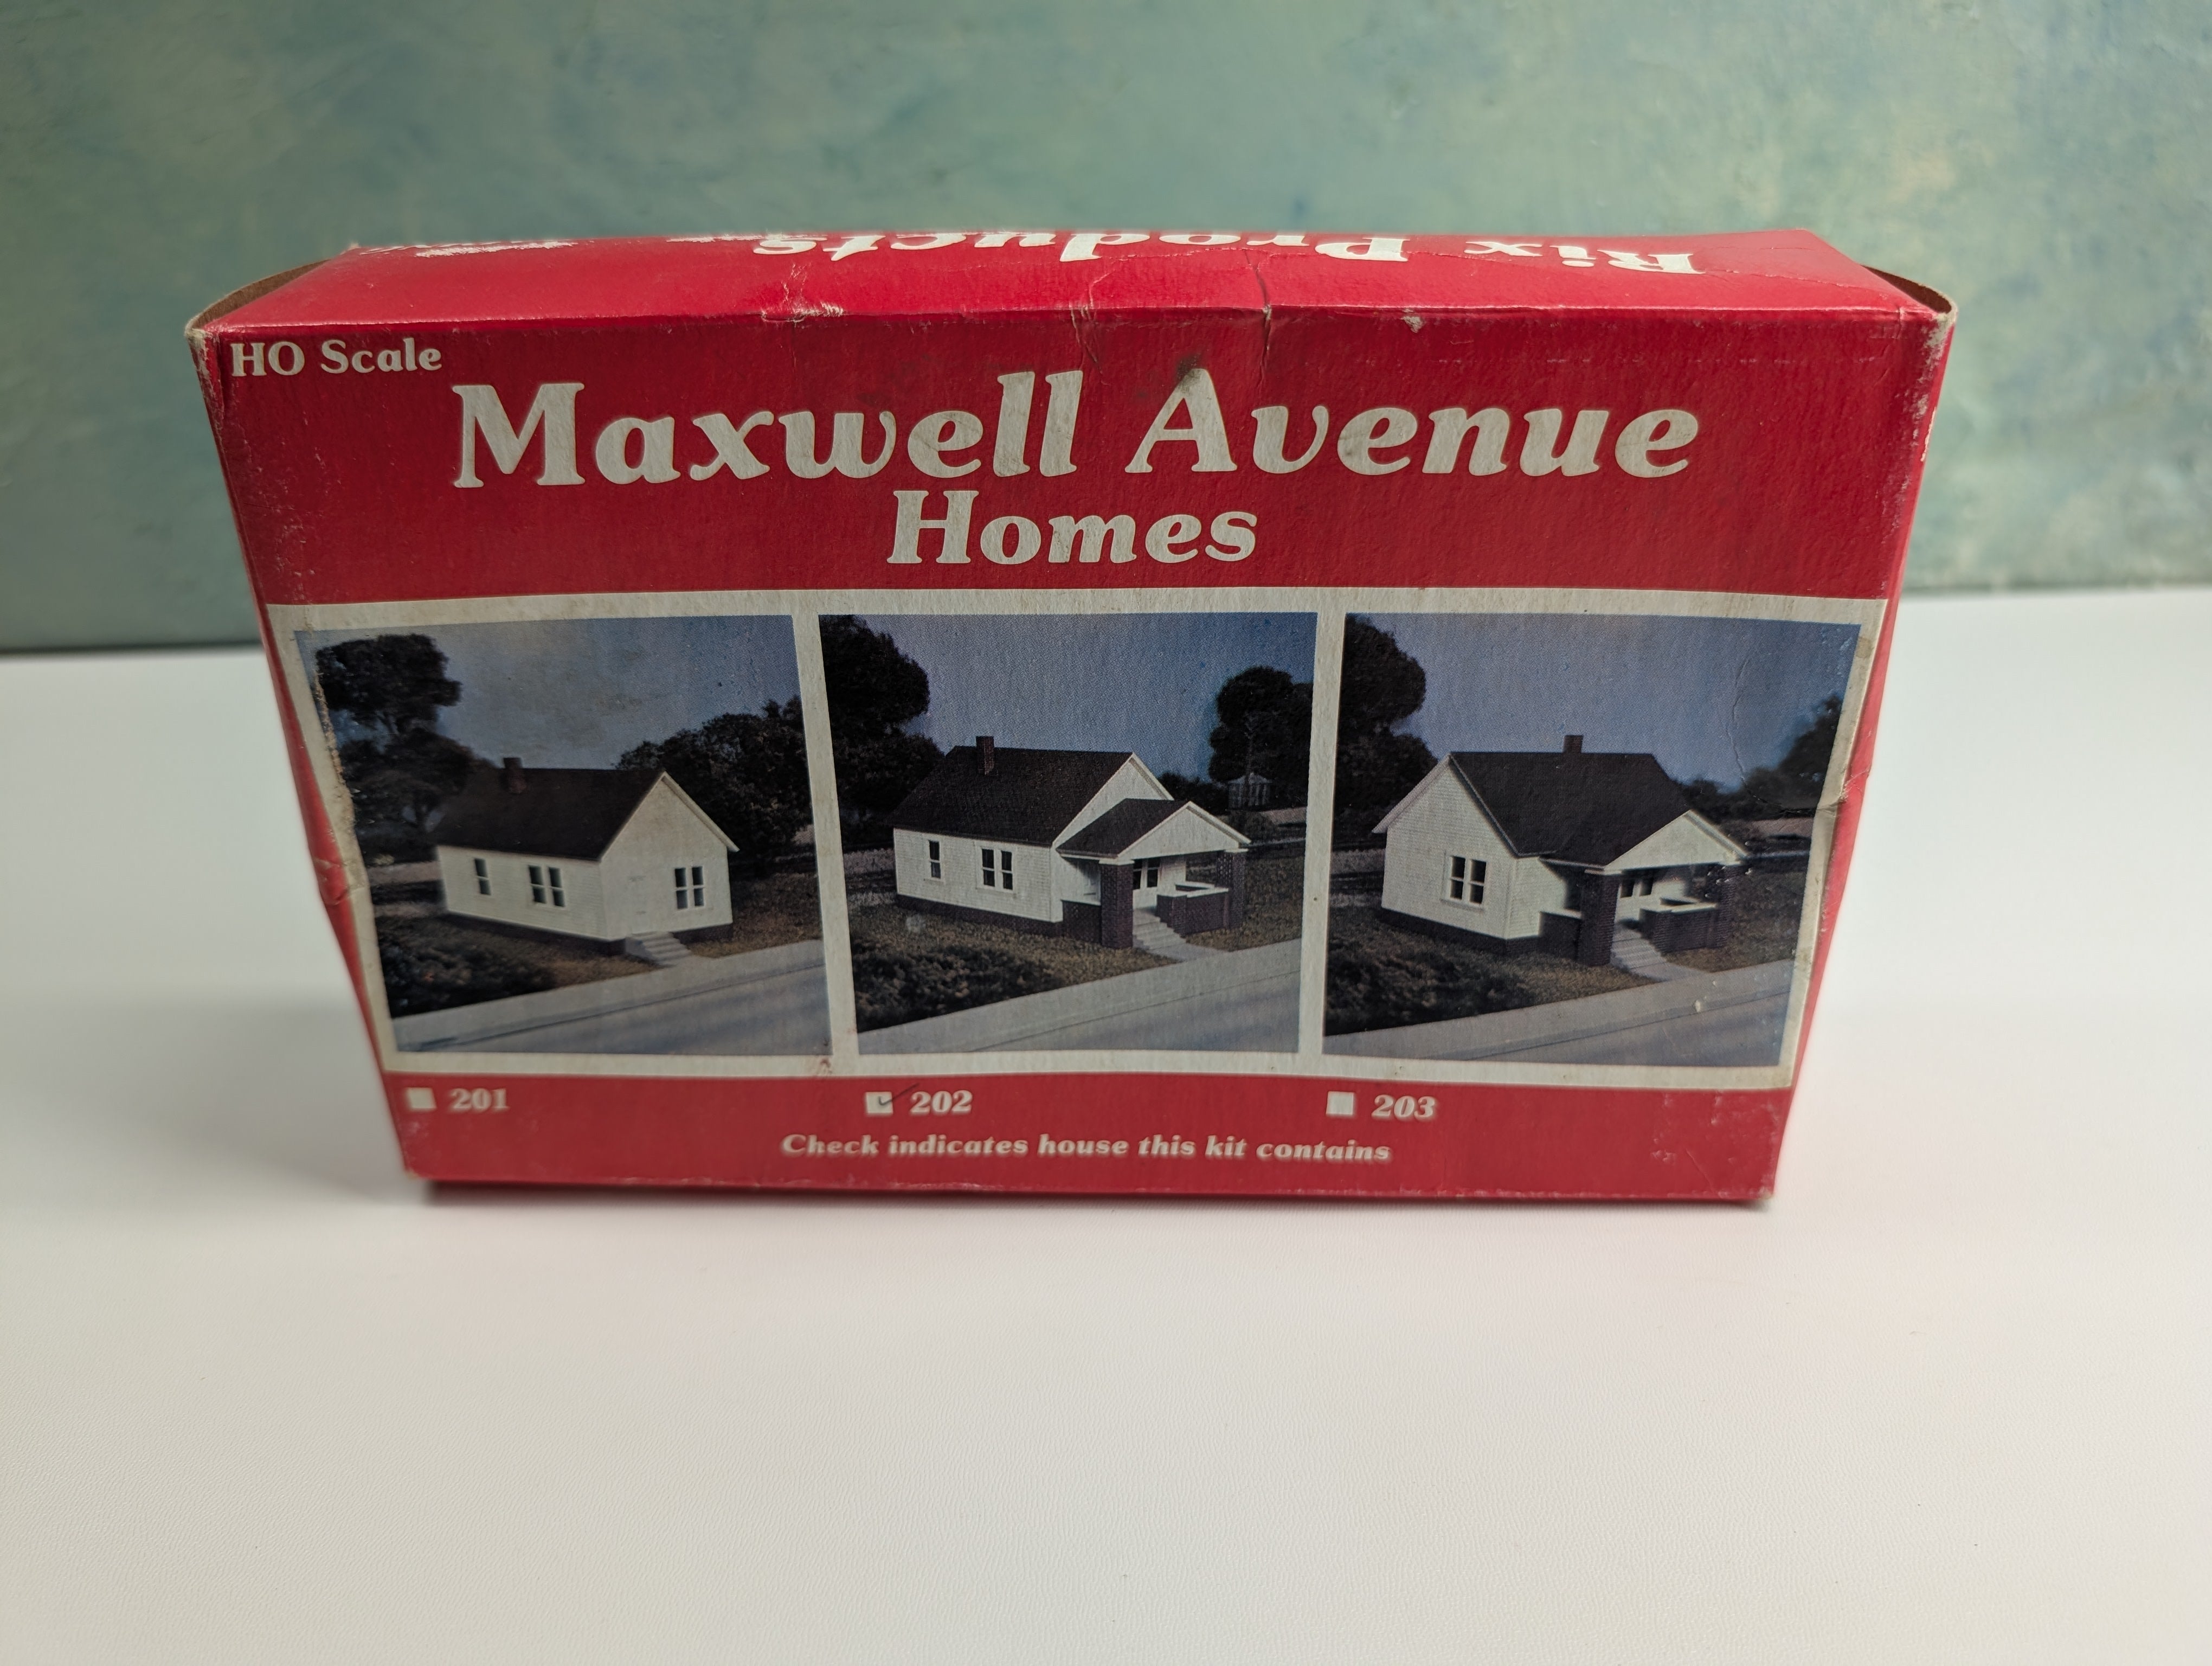 Rix Products
HO Scale
Maxwell Avenue
Homes
201
202
203
Check indicates house this kit contains